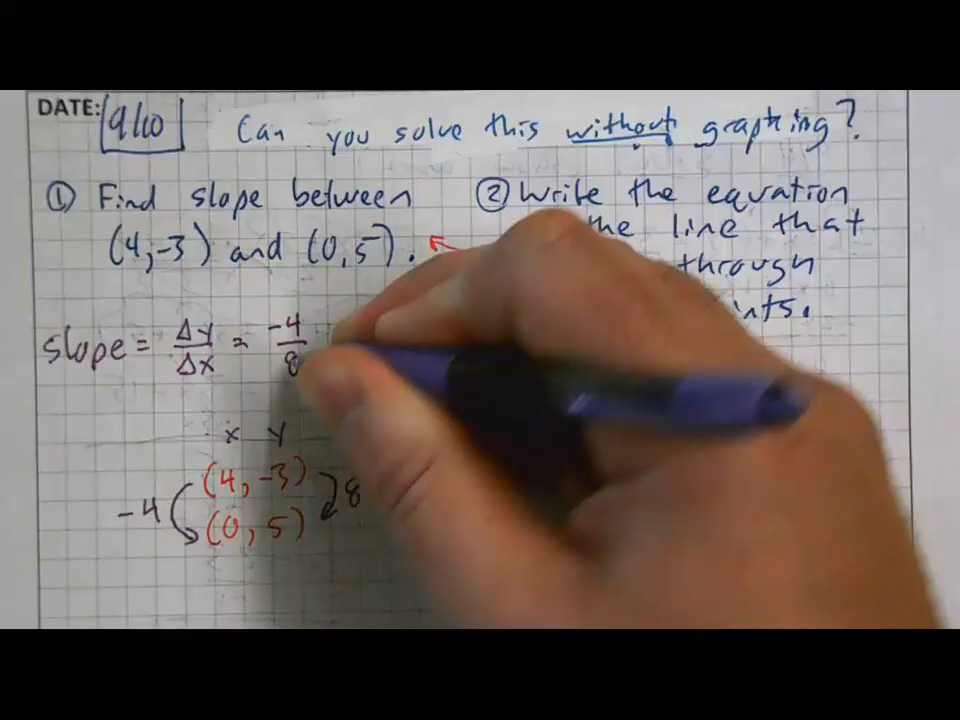 DATE: 9/10 Can you solve this without graphing?
① Find slope between
(4,-3) and (0,5).
② Write the equation
the line that
through
slope = Δy/Δx = -4/8
x y
(4, -3)
(0, 5)
-4
8